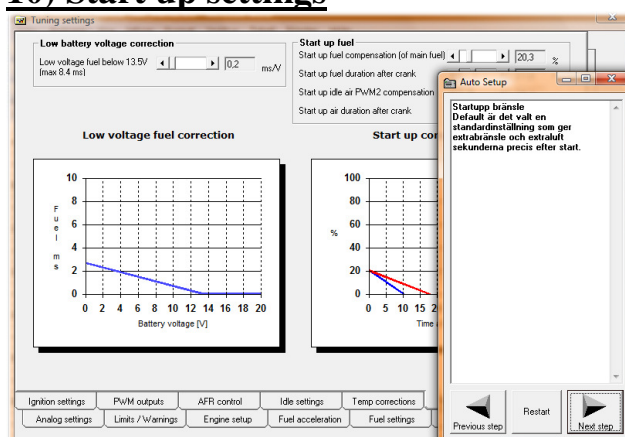 10) Start up settings
Tuning settings
Low battery voltage correction
Low voltage fuel below 13.5V
(max 8.4 ms)
0,2
ms/V
Start up fuel
Start up fuel compensation (of main fuel)
20,3
%
Start up fuel duration after crank
Start up idle air PWM2 compensation
Start up air duration after crank
Low voltage fuel correction
10
8
6
4
2
0
Fuel ms
0 2 4 6 8 10 12 14 16 18 20
Battery voltage [V]
Start up
100
80
60
40
20
0
%
0 5 10 15
Time
Auto Setup
Startupp bränsle
Default är det valt en
standardinställning som ger
extrabränsle och extraluft
sekunderna precis efter start.
Previous step
Restart
Next step
Ignition settings
PWM outputs
AFR control
Idle settings
Temp corrections
Analog settings
Limits / Warnings
Engine setup
Fuel acceleration
Fuel settings